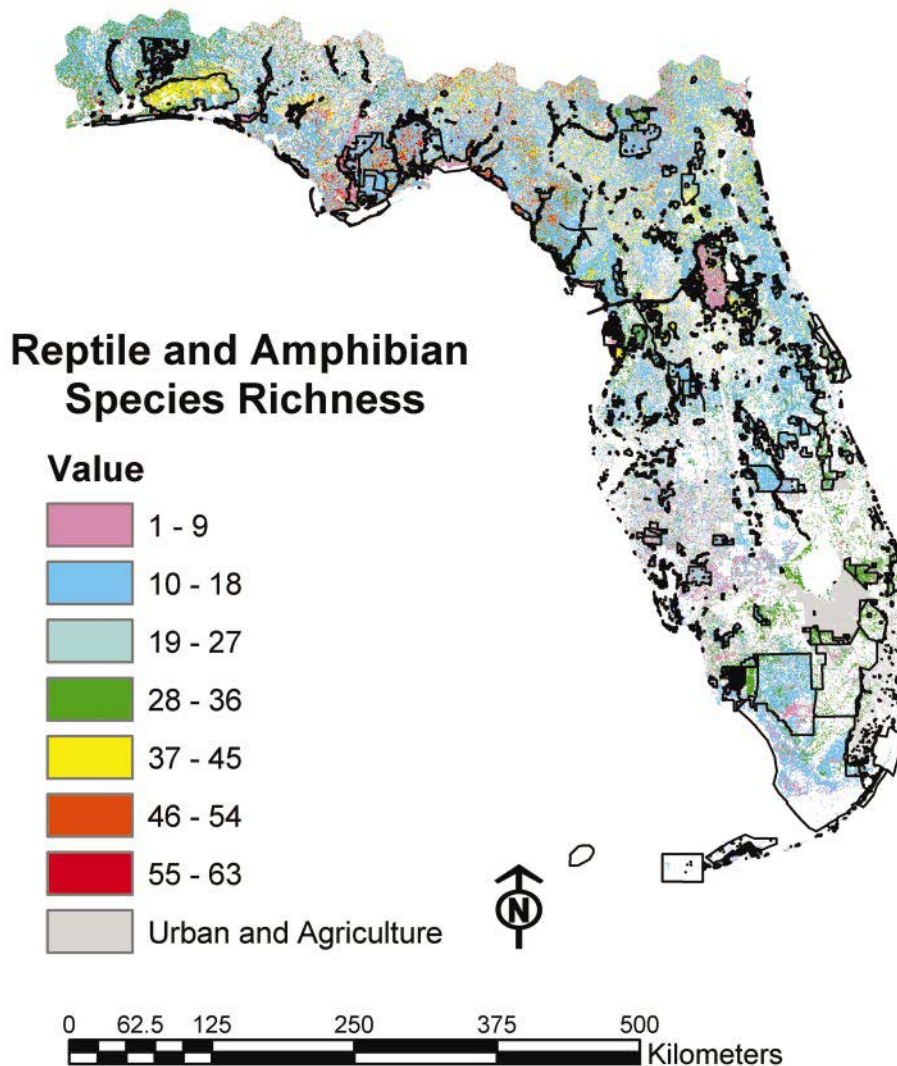 Reptile and Amphibian
Species Richness
Value
1 - 9
10 - 18
19 - 27
28 - 36
37 - 45
46 - 54
55 - 63
Urban and Agriculture
N
0 62.5 125 250 375 500
Kilometers